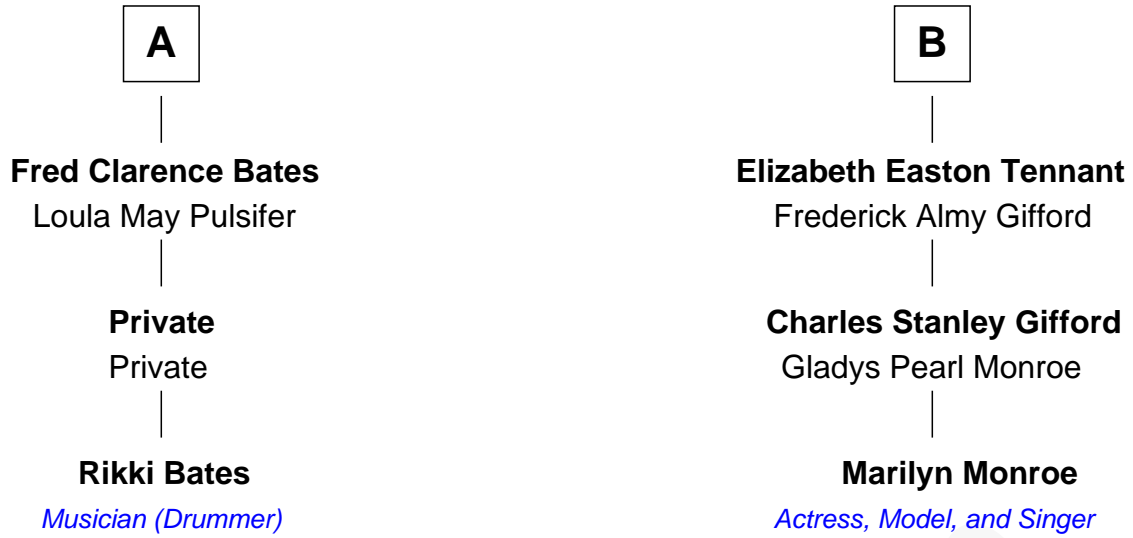 A
Fred Clarence Bates
Loula May Pulsifer
Private
Private
Rikki Bates
Musician (Drummer)
B
Elizabeth Easton Tennant
Frederick Almy Gifford
Charles Stanley Gifford
Gladys Pearl Monroe
Marilyn Monroe
Actress, Model, and Singer